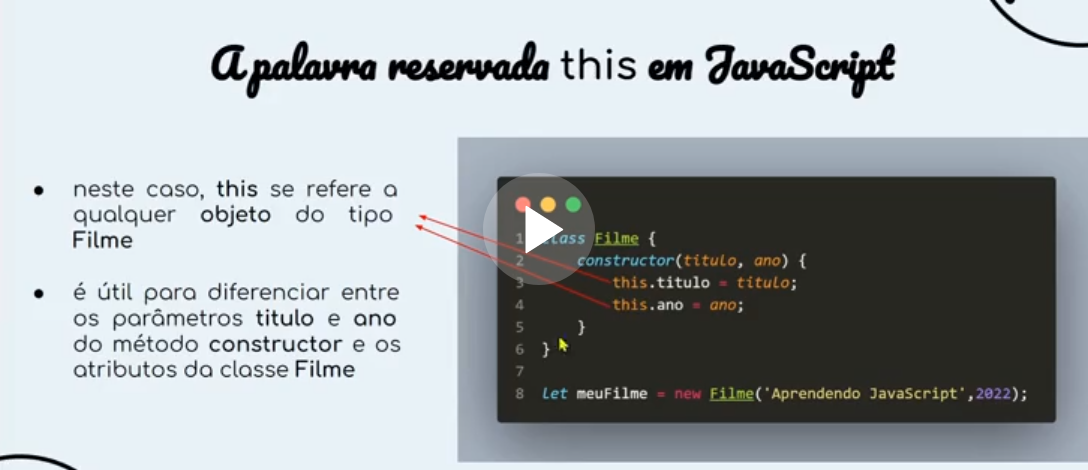 A palavra reservada this em JavaScript
neste caso, this se refere a
qualquer objeto do tipo
Filme
é útil para diferenciar entre
os parâmetros titulo e ano
do método constructor e os
atributos da classe Filme
1 class Filme {
2 constructor(titulo, ano) {
3 this.titulo = titulo;
4 this.ano = ano;
5 }
6 }
7
8 let meuFilme = new Filme('Aprendendo JavaScript',2022);